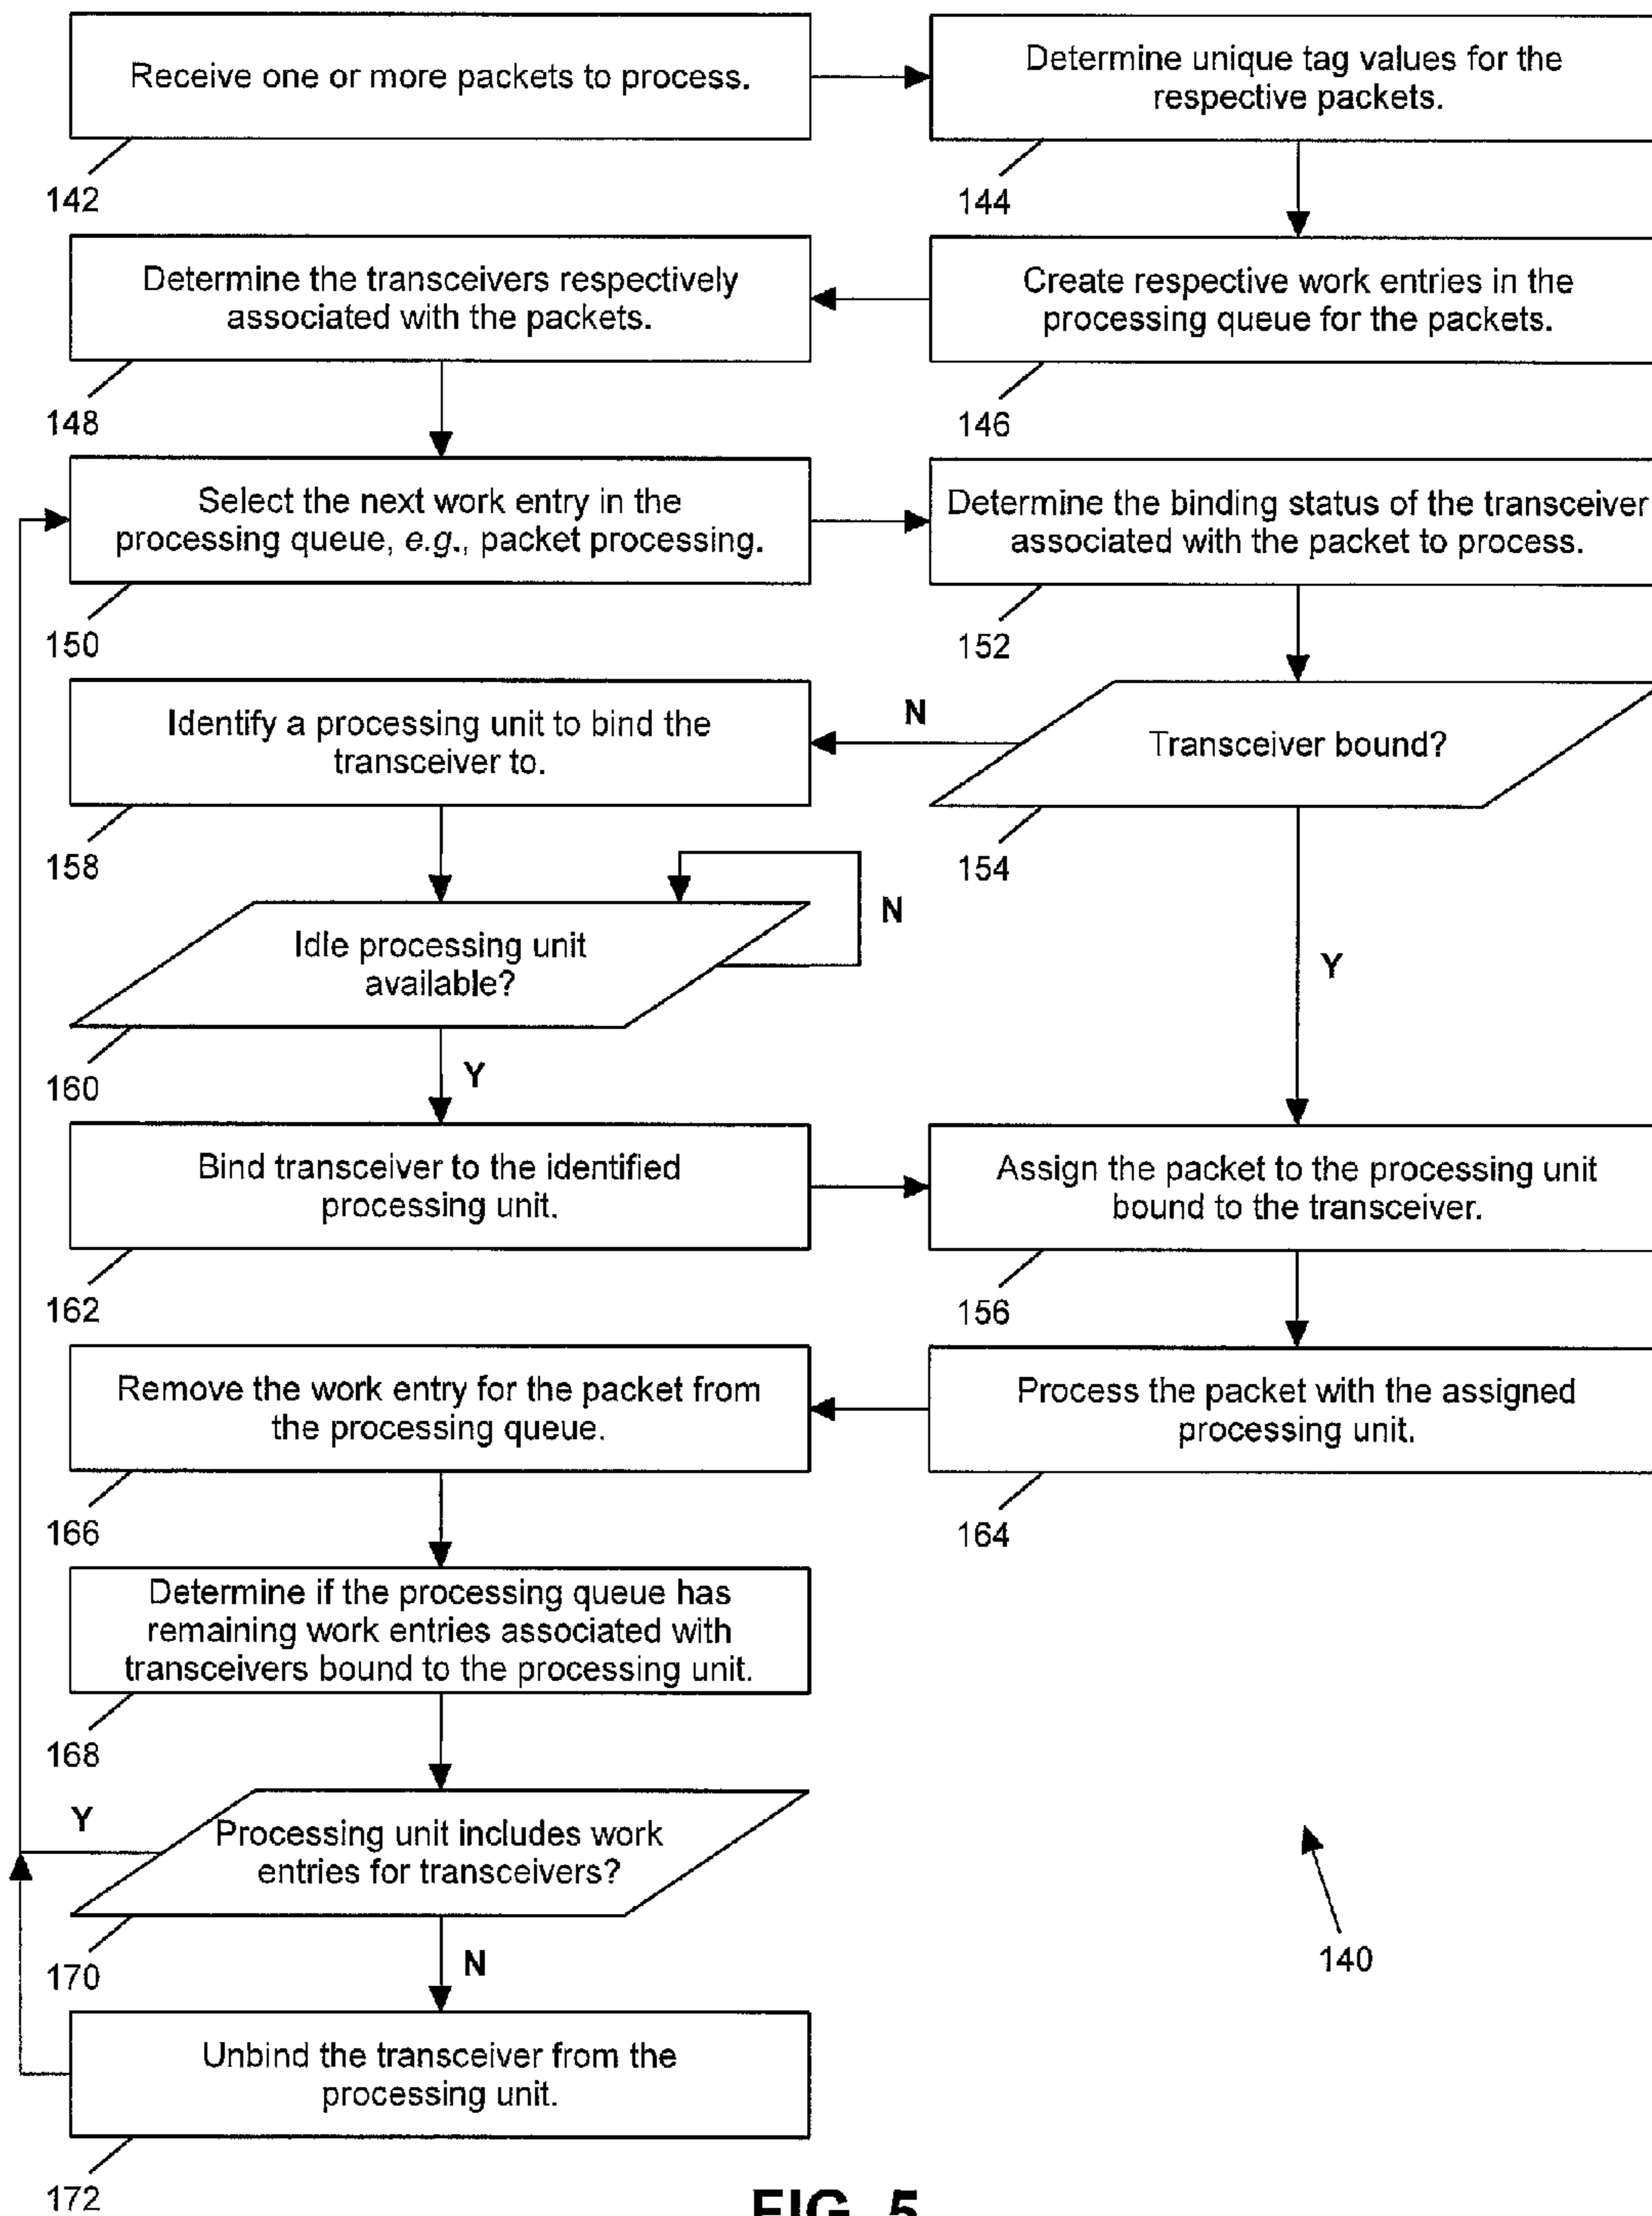 Receive one or more packets to process.
142
Determine unique tag values for the
respective packets.
144
Create respective work entries in the
processing queue for the packets.
146
Determine the transceivers respectively
associated with the packets.
148
Select the next work entry in the
processing queue, e.g., packet processing.
150
Determine the binding status of the transceiver
associated with the packet to process.
152
Transceiver bound?
154
N
Y
Identify a processing unit to bind the
transceiver to.
158
Idle processing unit
available?
160
N
Y
Bind transceiver to the identified
processing unit.
162
Assign the packet to the processing unit
bound to the transceiver.
156
Process the packet with the assigned
processing unit.
164
Remove the work entry for the packet from
the processing queue.
166
Determine if the processing queue has
remaining work entries associated with
transceivers bound to the processing unit.
168
Processing unit includes work
entries for transceivers?
170
Y
N
Unbind the transceiver from the
processing unit.
172
140
FIG. 5